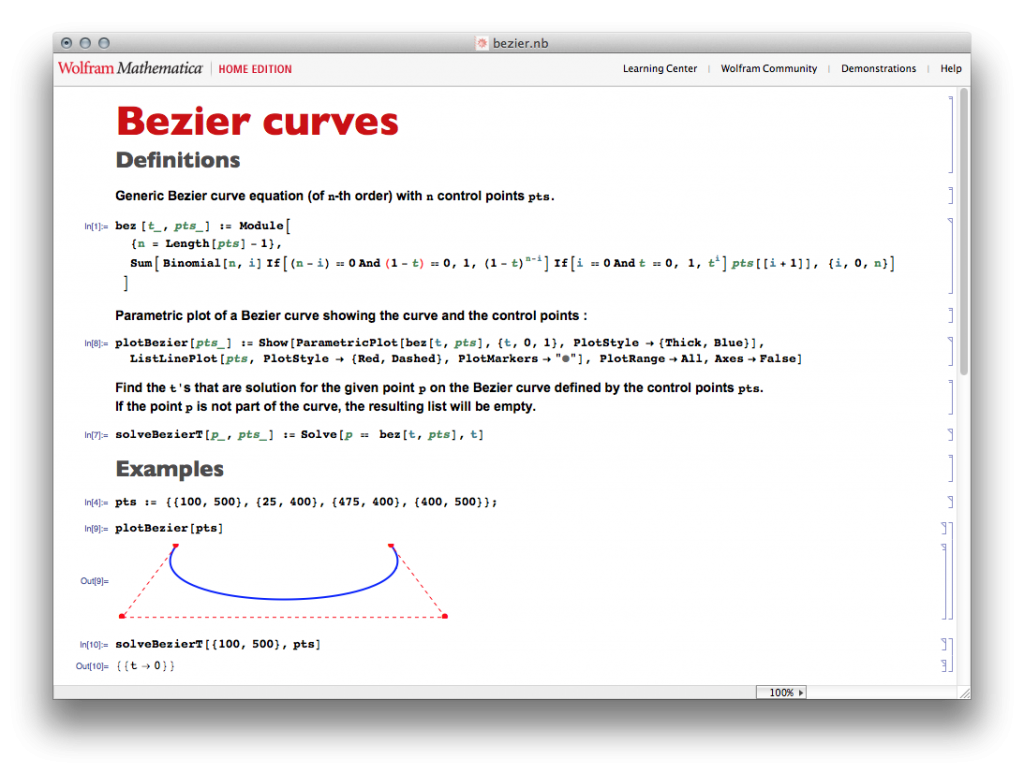 bezier.nb
Wolfram Mathematica | HOME EDITION Learning Center | Wolfram Community | Demonstrations | Help
Bezier curves
Definitions
Generic Bezier curve equation (of n-th order) with n control points pts.
In[1]:= bez[t_, pts_] := Module[
{n = Length[pts] - 1},
Sum[Binomial[n, i] If[(n - i) == 0 And (1 - t) == 0, 1, (1 - t)^(n-i)] If[i == 0 And t == 0, 1, t^i] pts[[i + 1]], {i, 0, n}]
]
Parametric plot of a Bezier curve showing the curve and the control points :
In[8]:= plotBezier[pts_] := Show[ParametricPlot[bez[t, pts], {t, 0, 1}, PlotStyle → {Thick, Blue}],
ListLinePlot[pts, PlotStyle → {Red, Dashed}, PlotMarkers → "●"], PlotRange → All, Axes → False]
Find the t's that are solution for the given point p on the Bezier curve defined by the control points pts.
If the point p is not part of the curve, the resulting list will be empty.
In[7]:= solveBezierT[p_, pts_] := Solve[p == bez[t, pts], t]
Examples
In[4]:= pts := {{100, 500}, {25, 400}, {475, 400}, {400, 500}};
In[9]:= plotBezier[pts]
Out[9]=
In[10]:= solveBezierT[{100, 500}, pts]
Out[10]= {{t → 0}}
100%